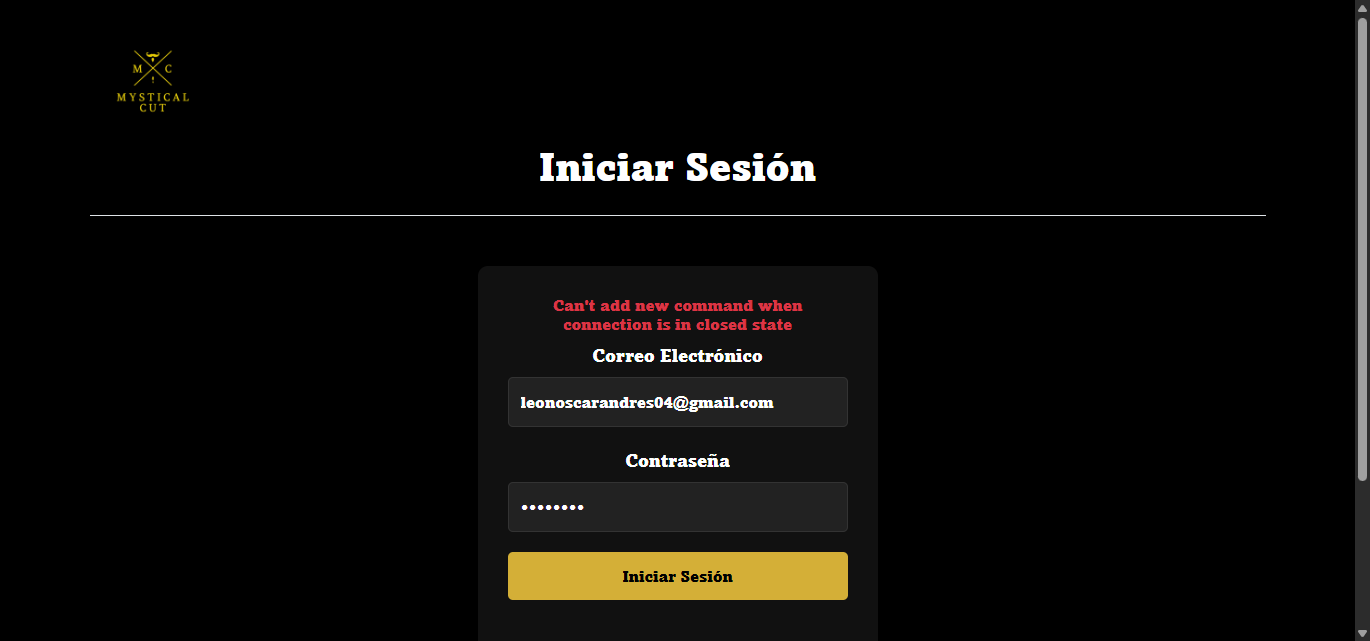 M C
MYSTICAL
CUT
Iniciar Sesión
Can't add new command when
connection is in closed state
Correo Electrónico
leonoscarandres04@gmail.com
Contraseña
••••••••
Iniciar Sesión